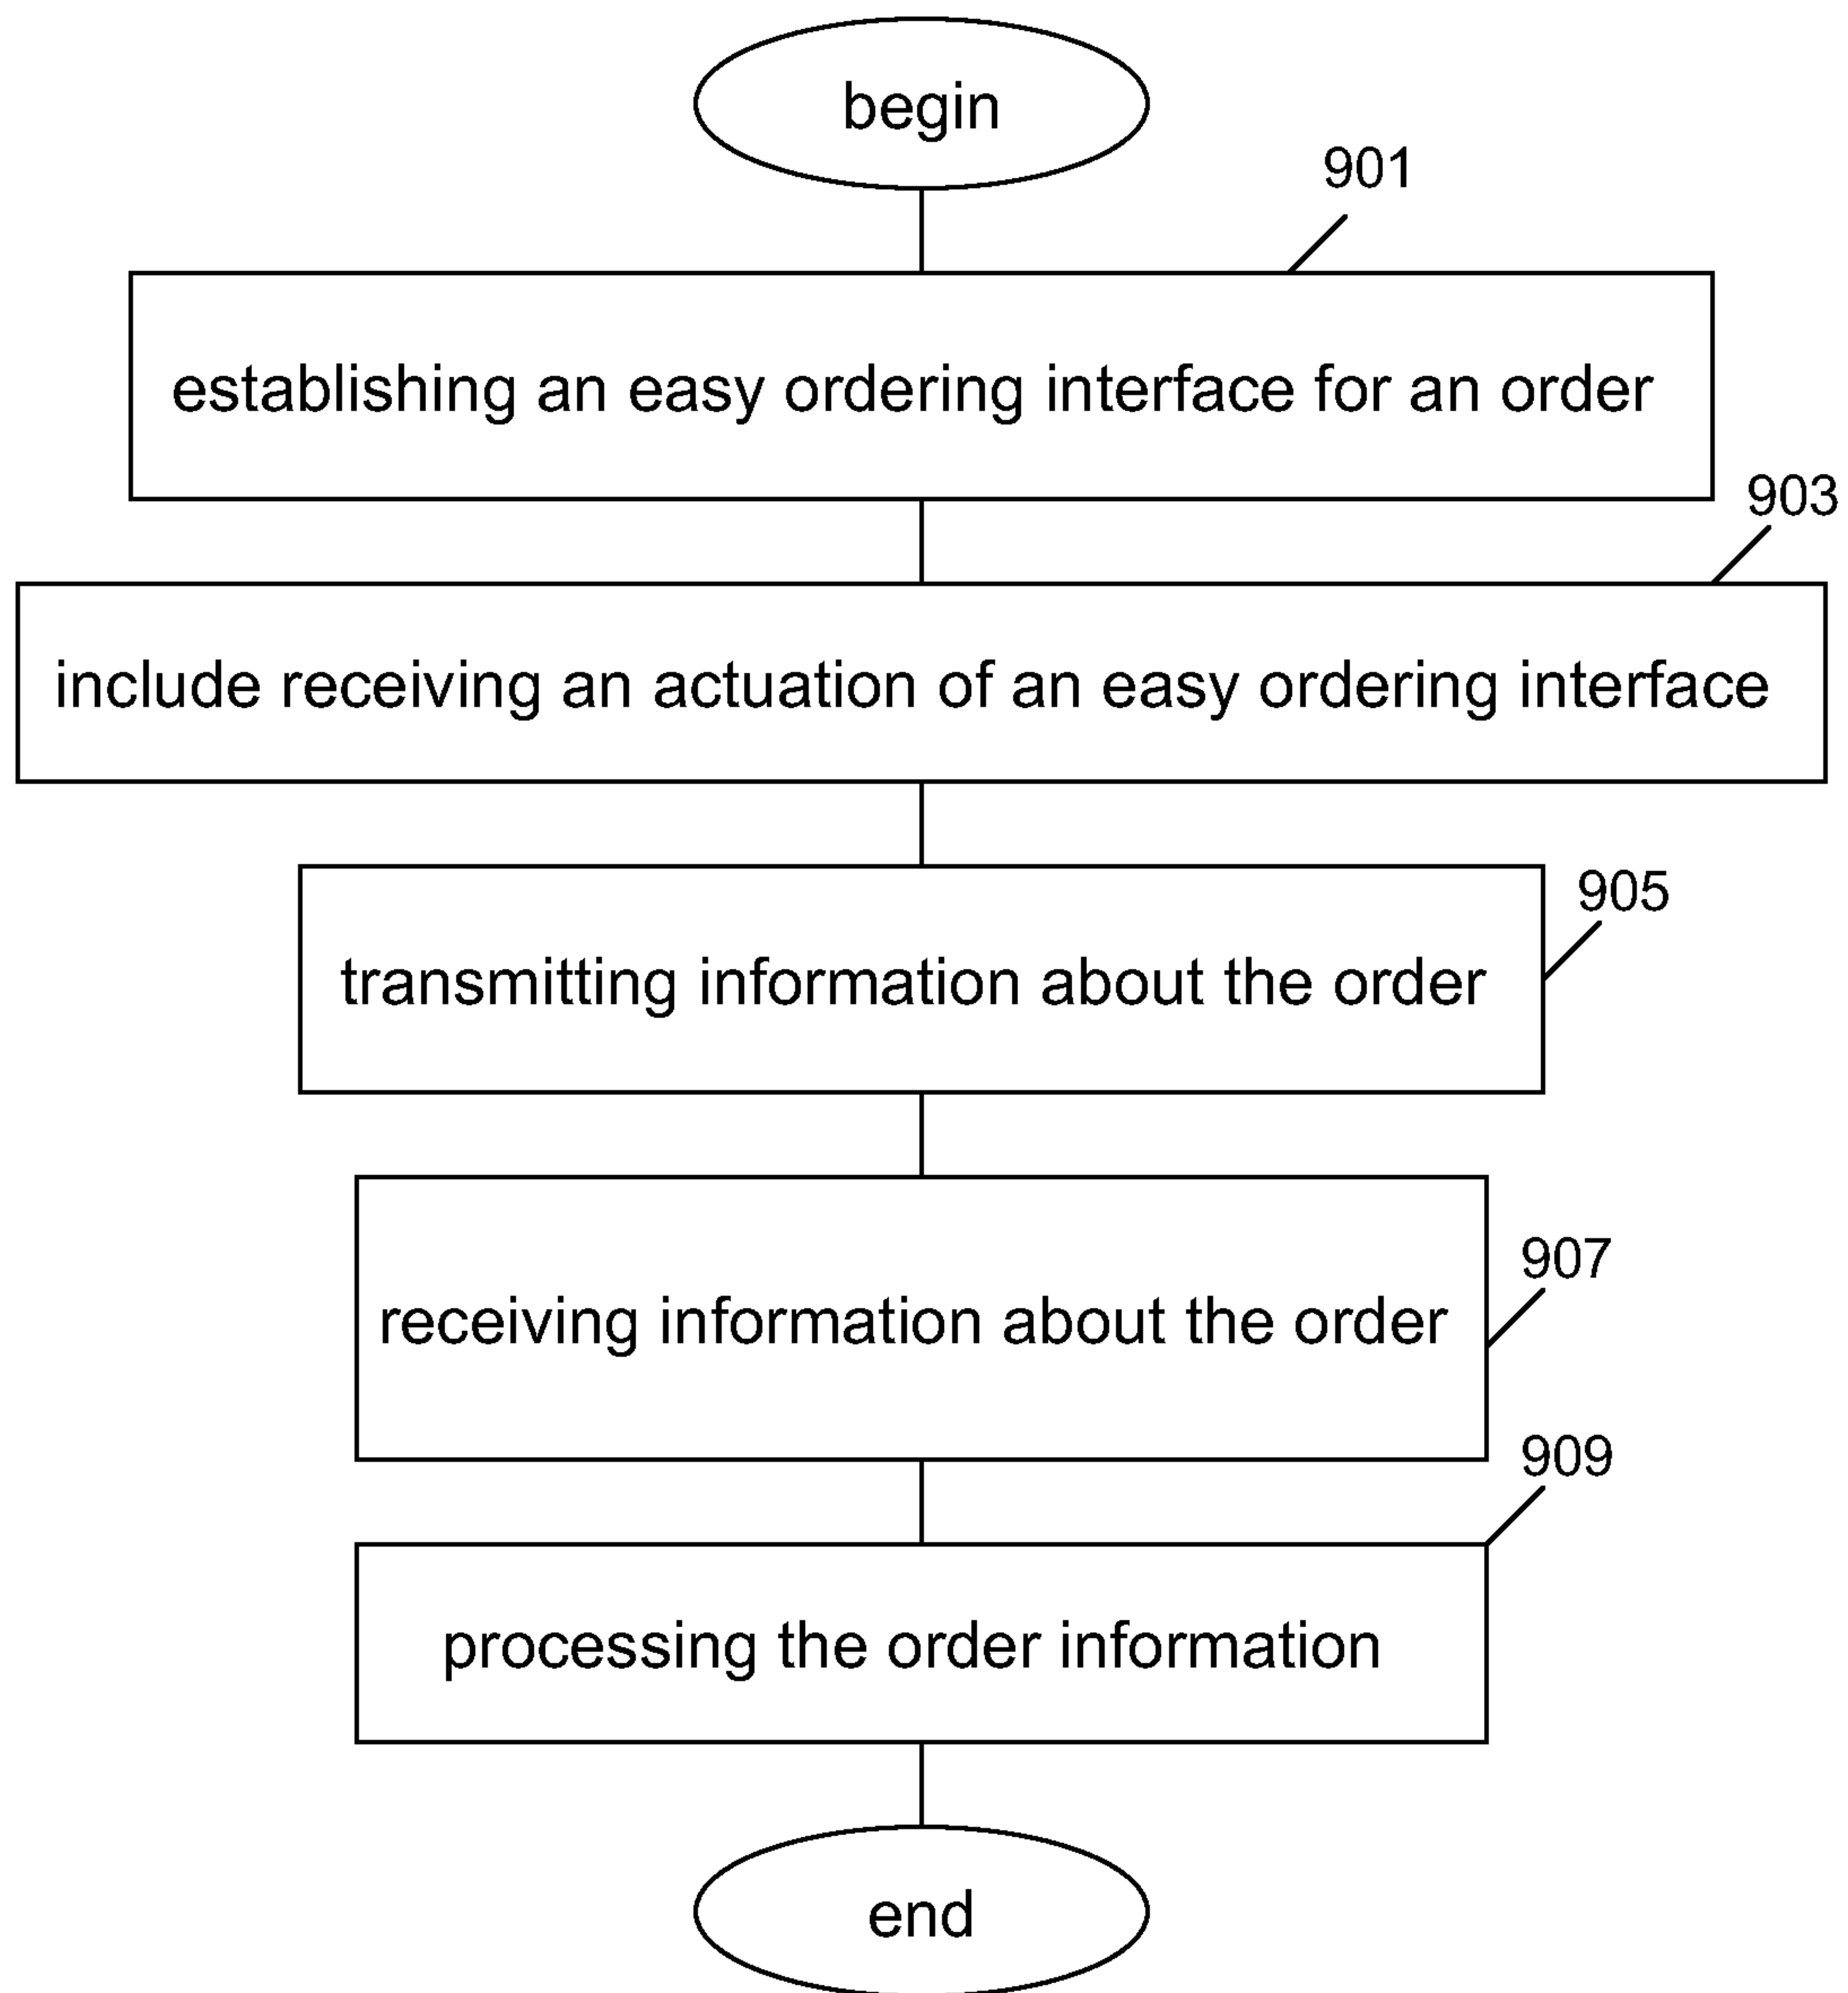 begin
901
establishing an easy ordering interface for an order
903
include receiving an actuation of an easy ordering interface
905
transmitting information about the order
907
receiving information about the order
909
processing the order information
end